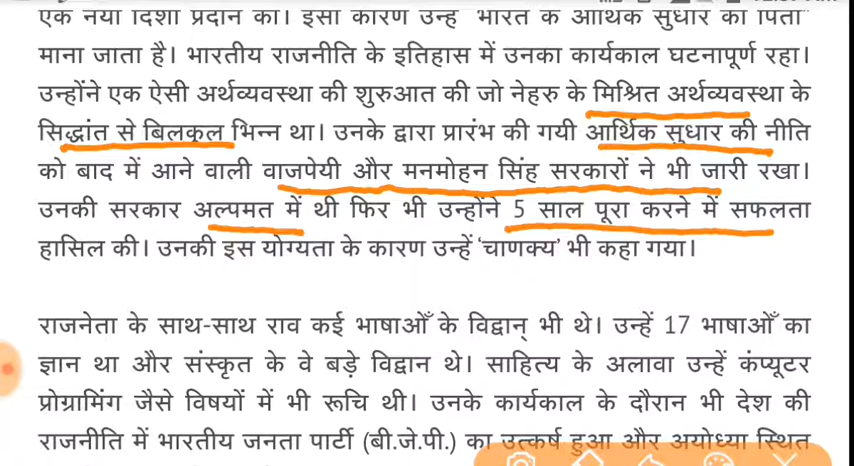 एक नया दिशा प्रदान की। इसी कारण उन्हें 'भारत के आर्थिक सुधार का पिता'
माना जाता है। भारतीय राजनीति के इतिहास में उनका कार्यकाल घटनापूर्ण रहा।
उन्होंने एक ऐसी अर्थव्यवस्था की शुरुआत की जो नेहरु के मिश्रित अर्थव्यवस्था के
सिद्धांत से बिलकुल भिन्न था। उनके द्वारा प्रारंभ की गयी आर्थिक सुधार की नीति
को बाद में आने वाली वाजपेयी और मनमोहन सिंह सरकारों ने भी जारी रखा।
उनकी सरकार अल्पमत में थी फिर भी उन्होंने 5 साल पूरा करने में सफलता
हासिल की। उनकी इस योग्यता के कारण उन्हें 'चाणक्य' भी कहा गया।
राजनेता के साथ-साथ राव कई भाषाओँ के विद्वान् भी थे। उन्हें 17 भाषाओँ का
ज्ञान था और संस्कृत के वे बड़े विद्वान थे। साहित्य के अलावा उन्हें कंप्यूटर
प्रोग्रामिंग जैसे विषयों में भी रूचि थी। उनके कार्यकाल के दौरान भी देश की
राजनीति में भारतीय जनता पार्टी (बी.जे.पी.) का उत्कर्ष हुआ और अयोध्या स्थित